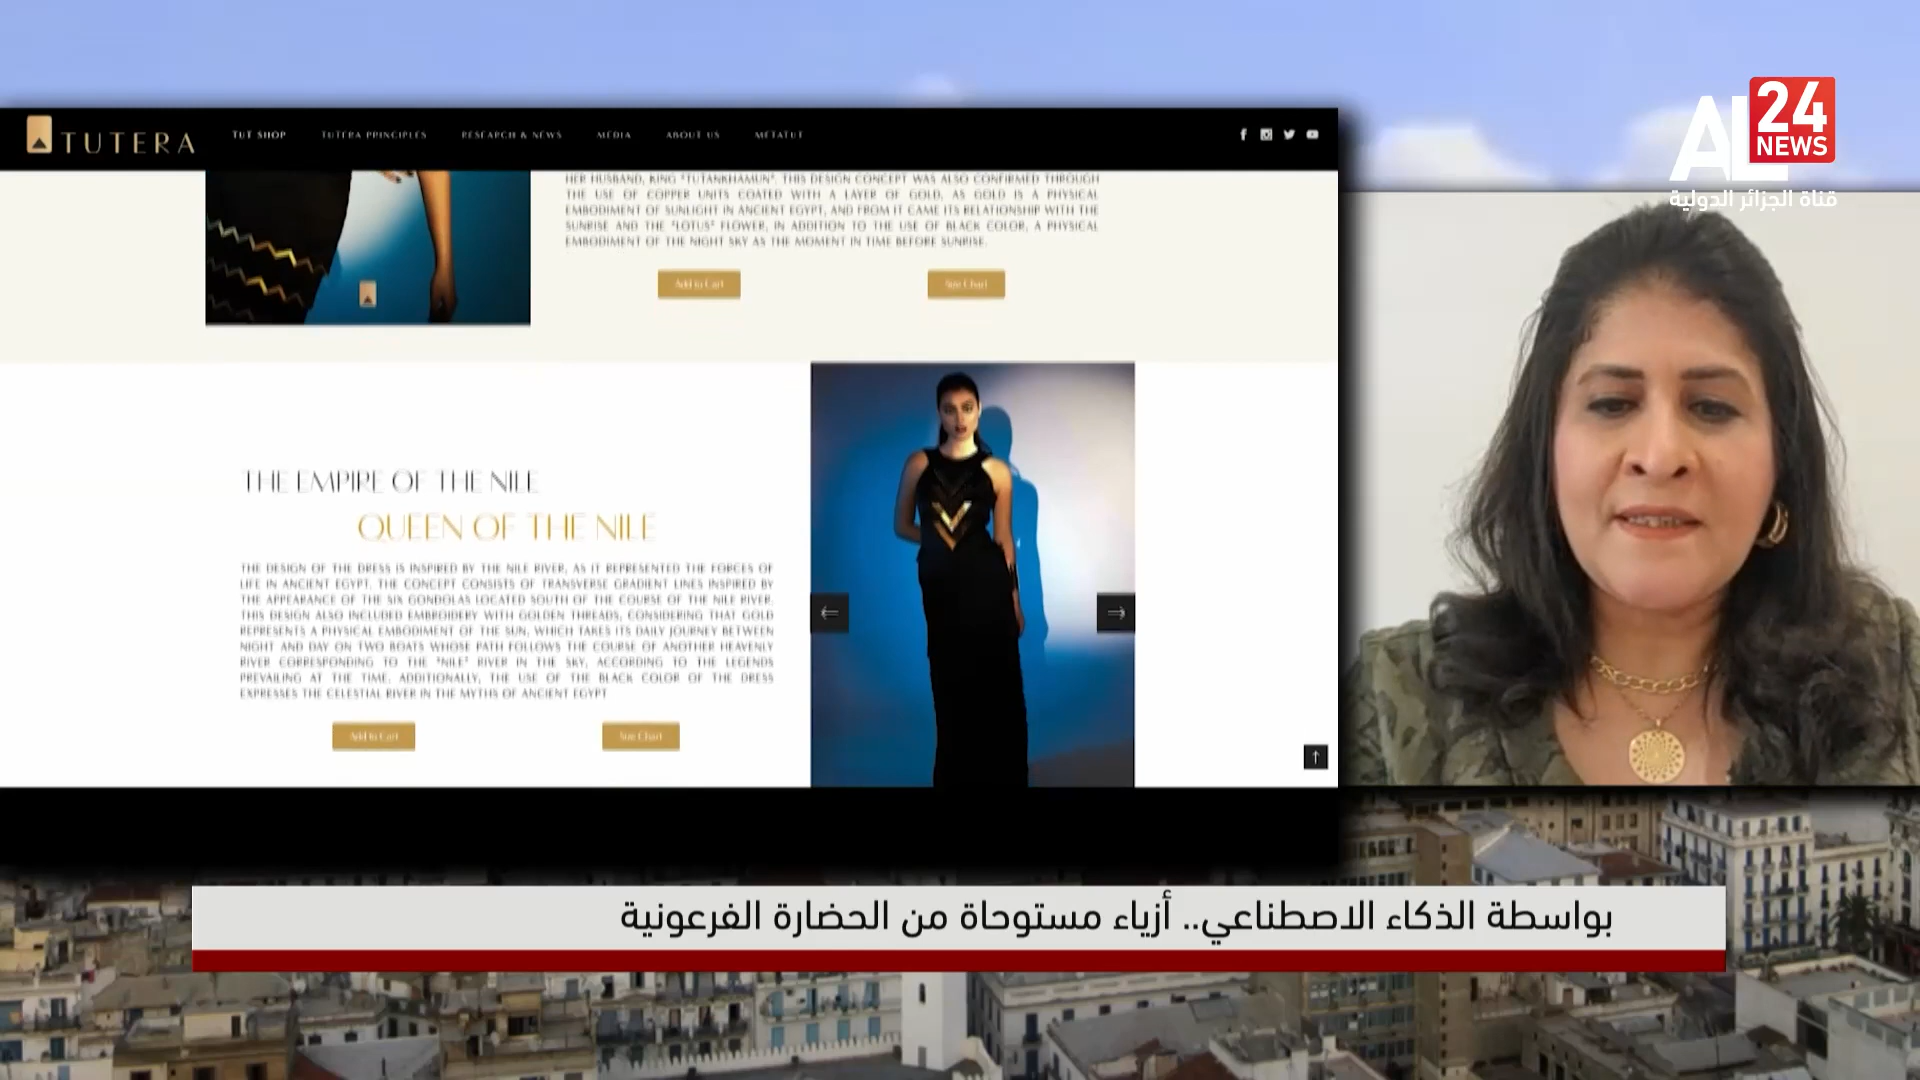 TUTERA
TUT SHOP
TUTERA PRINCIPLES
RESEARCH & NEWS
MEDIA
ABOUT US
METATUT
AL
24
NEWS
قناة الجزائر الدولية
HER HUSBAND, KING "TUTANKHAMUN". THIS DESIGN CONCEPT WAS ALSO CONFIRMED THROUGH
THE USE OF COPPER UNITS COATED WITH A LAYER OF GOLD, AS GOLD IS A PHYSICAL
EMBODIMENT OF SUNLIGHT IN ANCIENT EGYPT, AND FROM IT CAME ITS RELATIONSHIP WITH THE
SUNRISE AND THE "LOTUS" FLOWER, IN ADDITION TO THE USE OF BLACK COLOR, A PHYSICAL
EMBODIMENT OF THE NIGHT SKY AS THE MOMENT IN TIME BEFORE SUNRISE.
Add to Cart
Size Chart
THE EMPIRE OF THE NILE
QUEEN OF THE NILE
THE DESIGN OF THE DRESS IS INSPIRED BY THE NILE RIVER, AS IT REPRESENTED THE FORCES OF
LIFE IN ANCIENT EGYPT. THE CONCEPT CONSISTS OF TRANSVERSE GRADIENT LINES INSPIRED BY
THE APPEARANCE OF THE SIX GONDOLAS LOCATED SOUTH OF THE COURSE OF THE NILE RIVER.
THIS DESIGN ALSO INCLUDED EMBROIDERY WITH GOLDEN THREADS, CONSIDERING THAT GOLD
REPRESENTS A PHYSICAL EMBODIMENT OF THE SUN, WHICH TAKES ITS DAILY JOURNEY BETWEEN
NIGHT AND DAY ON TWO BOATS WHOSE PATH FOLLOWS THE COURSE OF ANOTHER HEAVENLY
RIVER CORRESPONDING TO THE "NILE" RIVER IN THE SKY, ACCORDING TO THE LEGENDS
PREVAILING AT THE TIME. ADDITIONALLY, THE USE OF THE BLACK COLOR OF THE DRESS
EXPRESSES THE CELESTIAL RIVER IN THE MYTHS OF ANCIENT EGYPT
Add to Cart
Size Chart
بواسطة الذكاء الاصطناعي.. أزياء مستوحاة من الحضارة الفرعونية